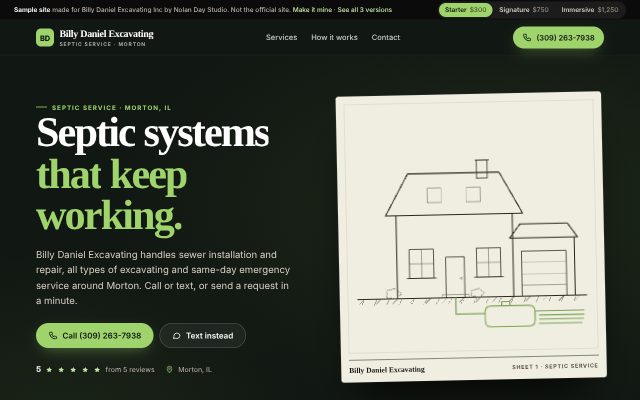 Sample site made for Billy Daniel Excavating Inc by Nolan Day Studio. Not the official site. Make it mine · See all 3 versions
Starter $300 Signature $750 Immersive $1,250
BD
Billy Daniel Excavating
SEPTIC SERVICE · MORTON
Services How it works Contact
(309) 263-7938
SEPTIC SERVICE · MORTON, IL
Septic systems
that keep
working.
Billy Daniel Excavating handles sewer installation and
repair, all types of excavating and same-day emergency
service around Morton. Call or text, or send a request in
a minute.
Call (309) 263-7938
Text instead
5 ★ ★ ★ ★ ★ from 5 reviews Morton, IL
Billy Daniel Excavating
SHEET 1 · SEPTIC SERVICE